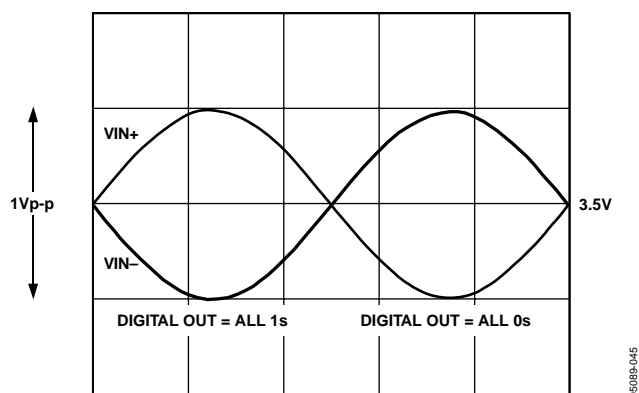 VIN+
1Vp-p
3.5V
VIN–
DIGITAL OUT = ALL 1s
DIGITAL OUT = ALL 0s
05089-045